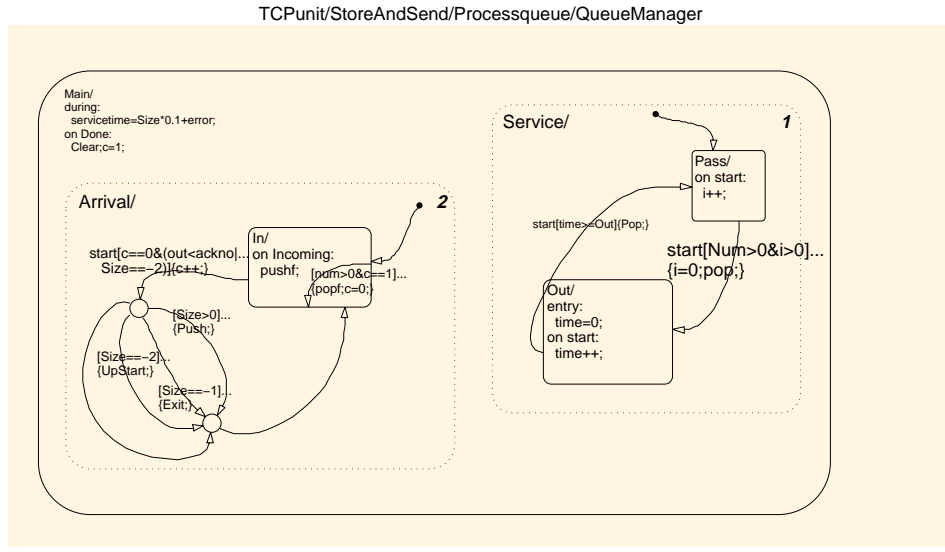 TCPunit/StoreAndSend/Processqueue/QueueManager
Main/
during:
servicetime=Size*0.1+error;
on Done:
Clear;c=1;
Service/
1
Pass/
on start:
i++;
start[time>=Out]{Pop;}
start[Num>0&i>0]...
{i=0;pop;}
Out/
entry:
time=0;
on start:
time++;
Arrival/
2
In/
on Incoming:
pushf;
[num>0&c==1]...
{popf;c=0;}
start[c==0&(out<ackno|...
Size==−2)]{c++;}
[Size>0]...
{Push;}
[Size==−2]...
{UpStart;}
[Size==−1]...
{Exit;}